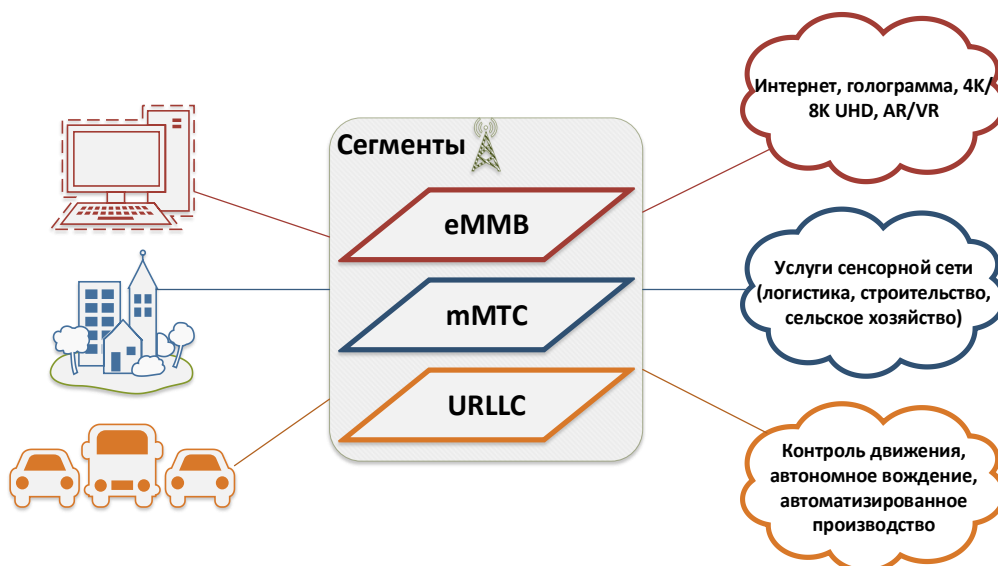 Интернет, голограмма, 4K/
8K UHD, AR/VR
Сегменты
eMMB
mMTC
URLLC
Услуги сенсорной сети
(логистика, строительство,
сельское хозяйство)
Контроль движения,
автономное вождение,
автоматизированное
производство